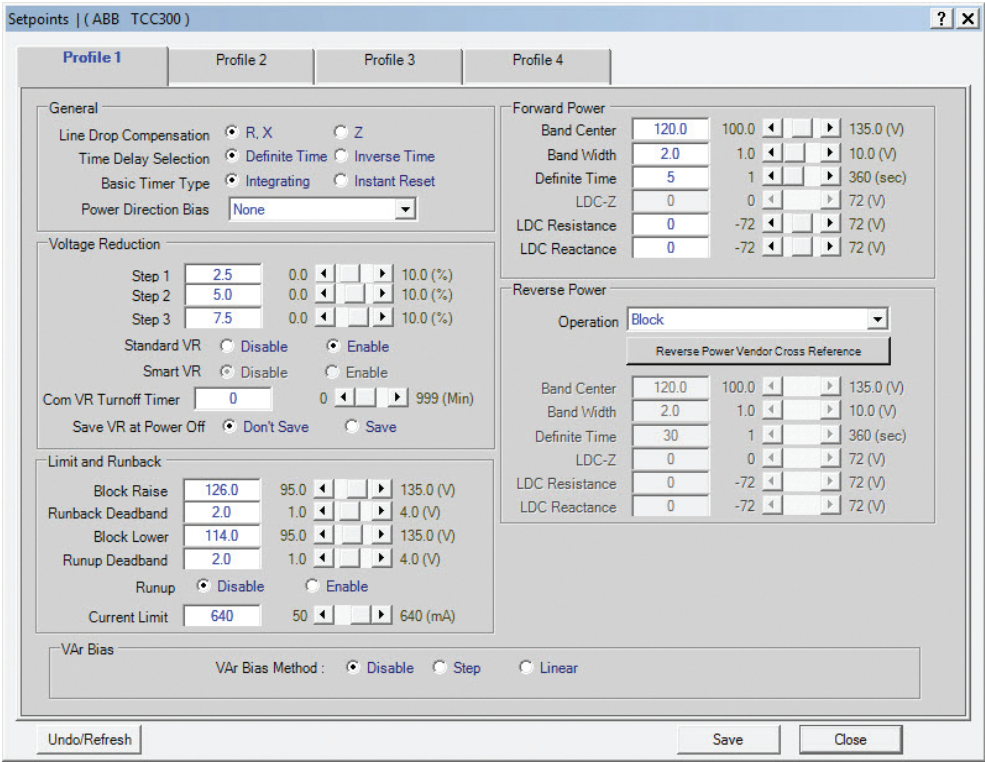 Setpoints | ( ABB TCC300 )
? X
Profile 1 Profile 2 Profile 3 Profile 4
General
Line Drop Compensation R, X Z
Time Delay Selection Definite Time Inverse Time
Basic Timer Type Integrating Instant Reset
Power Direction Bias None
Voltage Reduction
Step 1 2.5 0.0 10.0 (%)
Step 2 5.0 0.0 10.0 (%)
Step 3 7.5 0.0 10.0 (%)
Standard VR Disable Enable
Smart VR Disable Enable
Com VR Turnoff Timer 0 0 999 (Min)
Save VR at Power Off Don't Save Save
Limit and Runback
Block Raise 126.0 95.0 135.0 (V)
Runback Deadband 2.0 1.0 4.0 (V)
Block Lower 114.0 95.0 135.0 (V)
Runup Deadband 2.0 1.0 4.0 (V)
Runup Disable Enable
Current Limit 640 50 640 (mA)
Forward Power
Band Center 120.0 100.0 135.0 (V)
Band Width 2.0 1.0 10.0 (V)
Definite Time 5 1 360 (sec)
LDC-Z 0 0 72 (V)
LDC Resistance 0 -72 72 (V)
LDC Reactance 0 -72 72 (V)
Reverse Power
Operation Block
Reverse Power Vendor Cross Reference
Band Center 120.0 100.0 135.0 (V)
Band Width 2.0 1.0 10.0 (V)
Definite Time 30 1 360 (sec)
LDC-Z 0 0 72 (V)
LDC Resistance 0 -72 72 (V)
LDC Reactance 0 -72 72 (V)
VAr Bias
VAr Bias Method : Disable Step Linear
Undo/Refresh Save Close